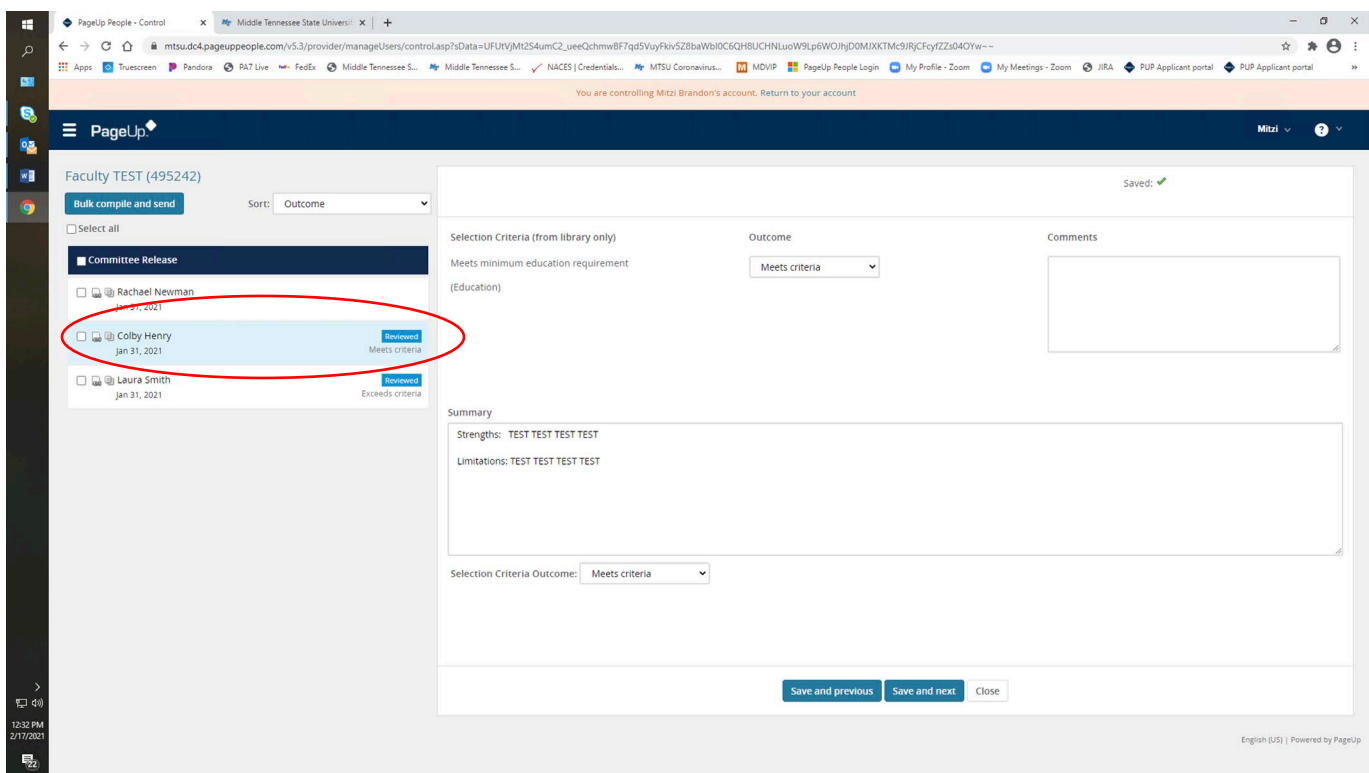 PageUp People - Control
Middle Tennessee State Universit
mtsu.dc4.pageuppeople.com/v5.3/provider/manageUsers/control.asp?sData=UFUtVjMt2S4umC2_ueeQchmw8F7qd5VuyFkiv5Z8baWbI0C6QH8UCHNLuoW9Lp6WOJhjD0MJXKTMc9JRjCFcyfZZs04OYw~~
Apps Truescreen Pandora PA7 Live FedEx Middle Tennessee S... Middle Tennessee S... NACES | Credentials... MTSU Coronavirus... MDVIP PageUp People Login My Profile - Zoom My Meetings - Zoom JIRA PUP Applicant portal PUP Applicant portal »
You are controlling Mitzi Brandon's account. Return to your account
PageUp
Mitzi
Faculty TEST (495242)
Saved:
Bulk compile and send
Sort: Outcome
Select all
Selection Criteria (from library only) Outcome Comments
Committee Release
Meets minimum education requirement
Meets criteria
(Education)
Rachael Newman
Jan 31, 2021
Colby Henry Reviewed
Jan 31, 2021 Meets criteria
Laura Smith Reviewed
Jan 31, 2021 Exceeds criteria
Summary
Strengths: TEST TEST TEST TEST
Limitations: TEST TEST TEST TEST
Selection Criteria Outcome: Meets criteria
Save and previous Save and next Close
12:32 PM
2/17/2021
22
English (US) | Powered by PageUp